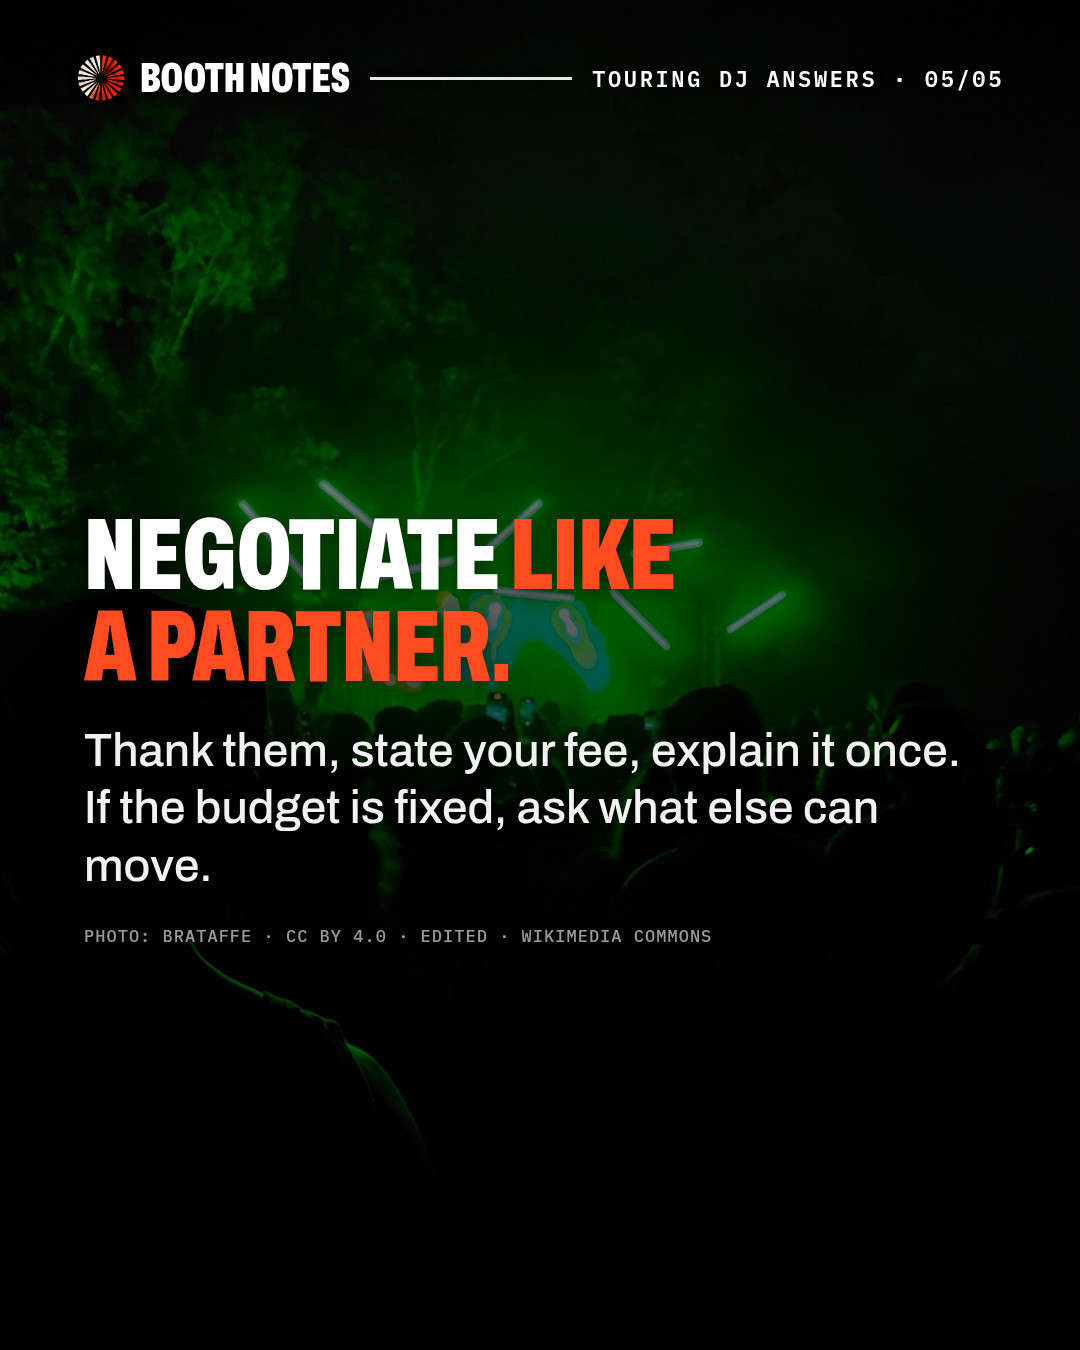 BOOTH NOTES
TOURING DJ ANSWERS · 05/05
NEGOTIATE LIKE
A PARTNER.
Thank them, state your fee, explain it once.
If the budget is fixed, ask what else can
move.
PHOTO: BRATAFFE · CC BY 4.0 · EDITED · WIKIMEDIA COMMONS